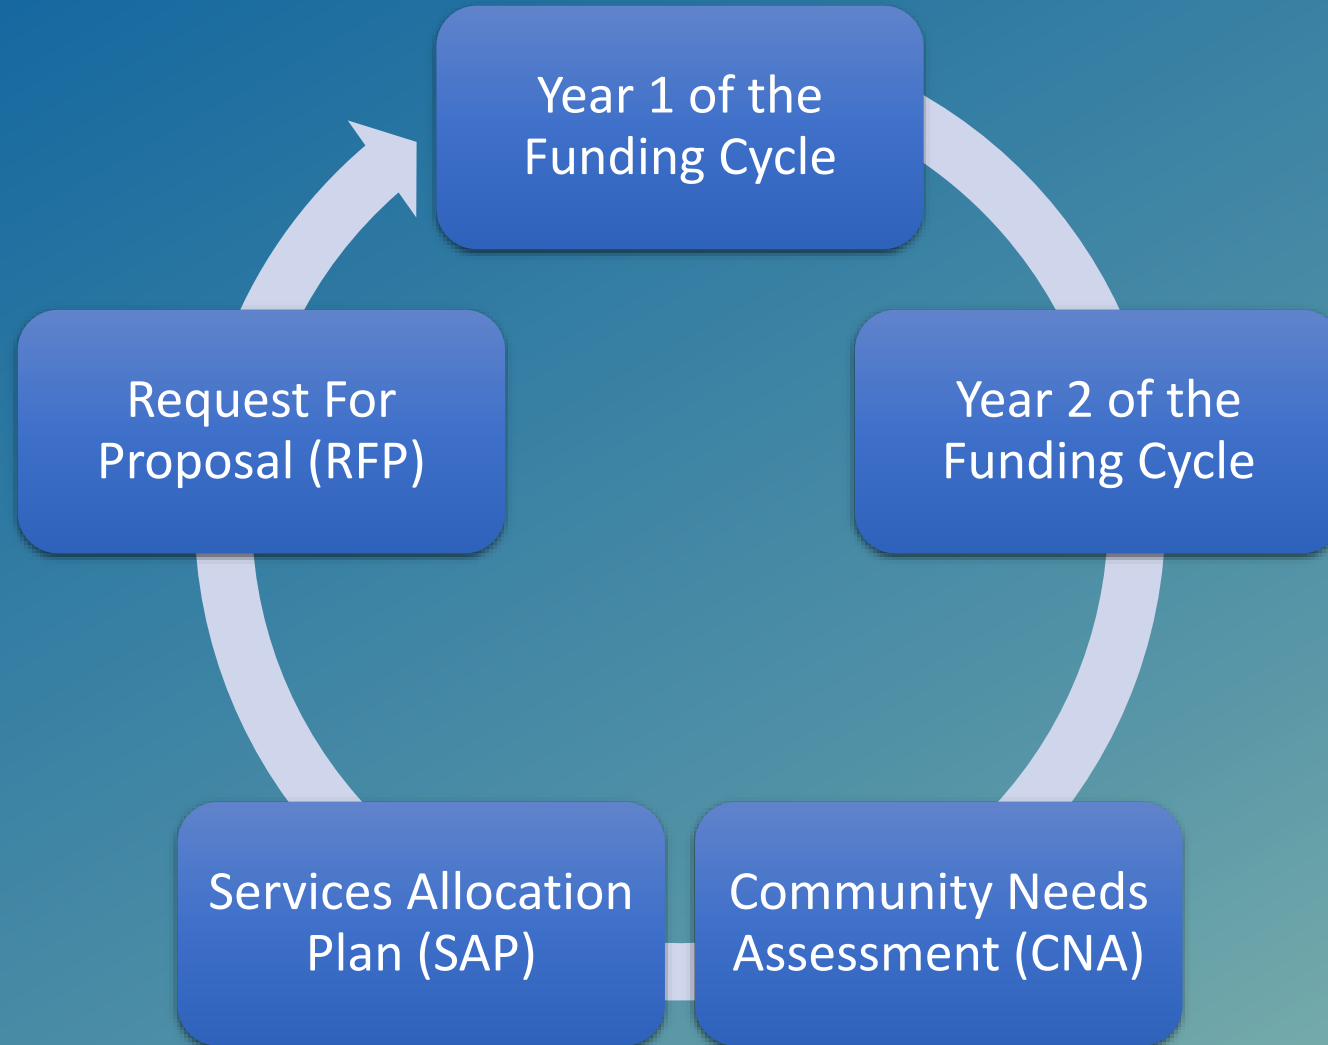 Year 1 of the
Funding Cycle
Year 2 of the
Funding Cycle
Community Needs
Assessment (CNA)
Services Allocation
Plan (SAP)
Request For
Proposal (RFP)